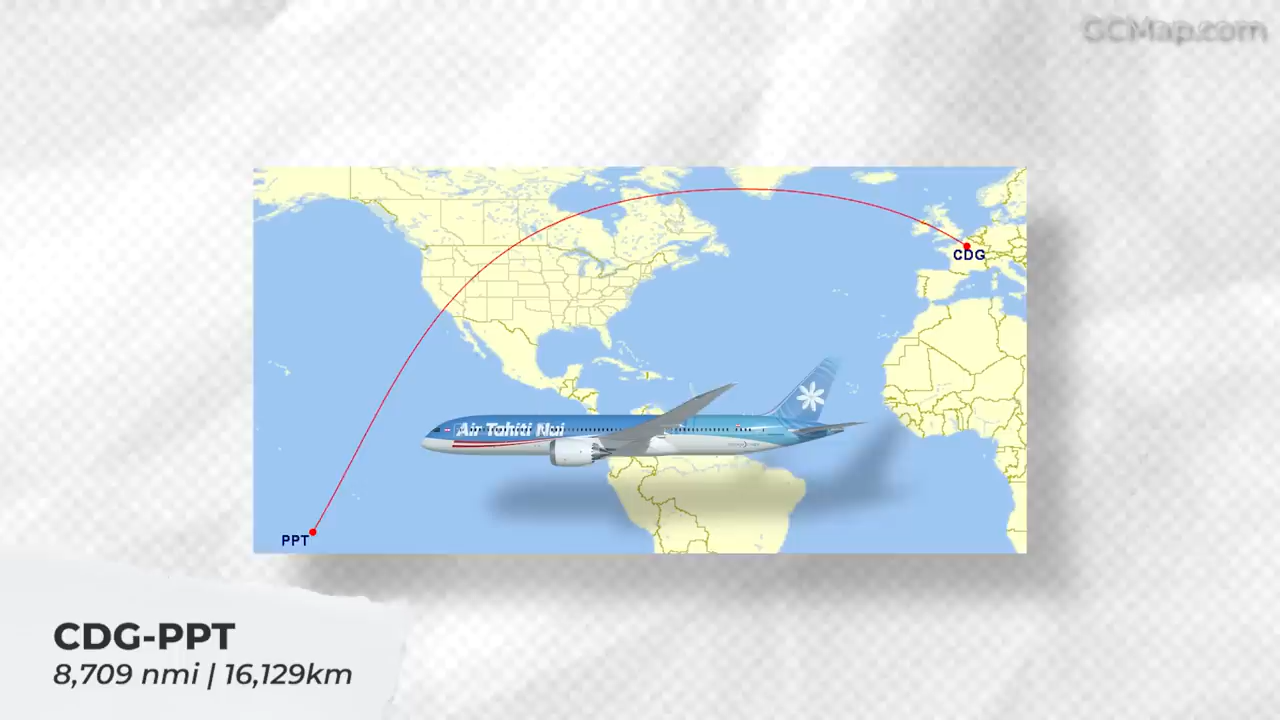 GCMap.com
CDG
Air Tahiti Nui
PPT
CDG-PPT
8,709 nmi | 16,129km